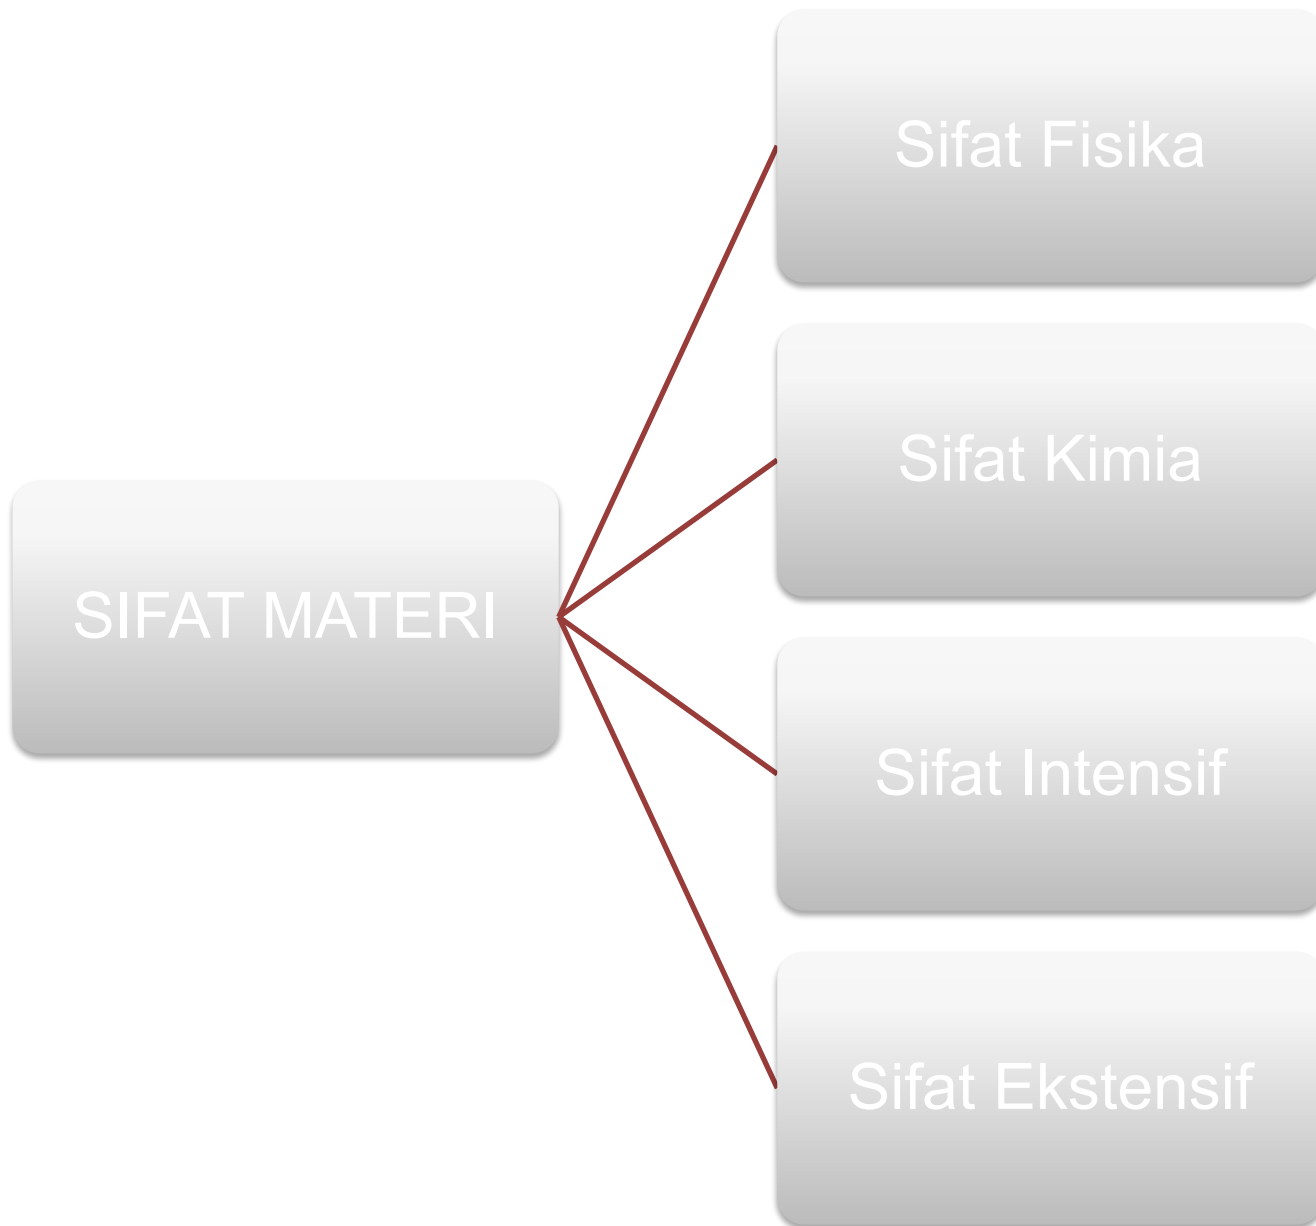 Sifat Fisika
Sifat Kimia
SIFAT MATERI
Sifat Intensif
Sifat Ekstensif